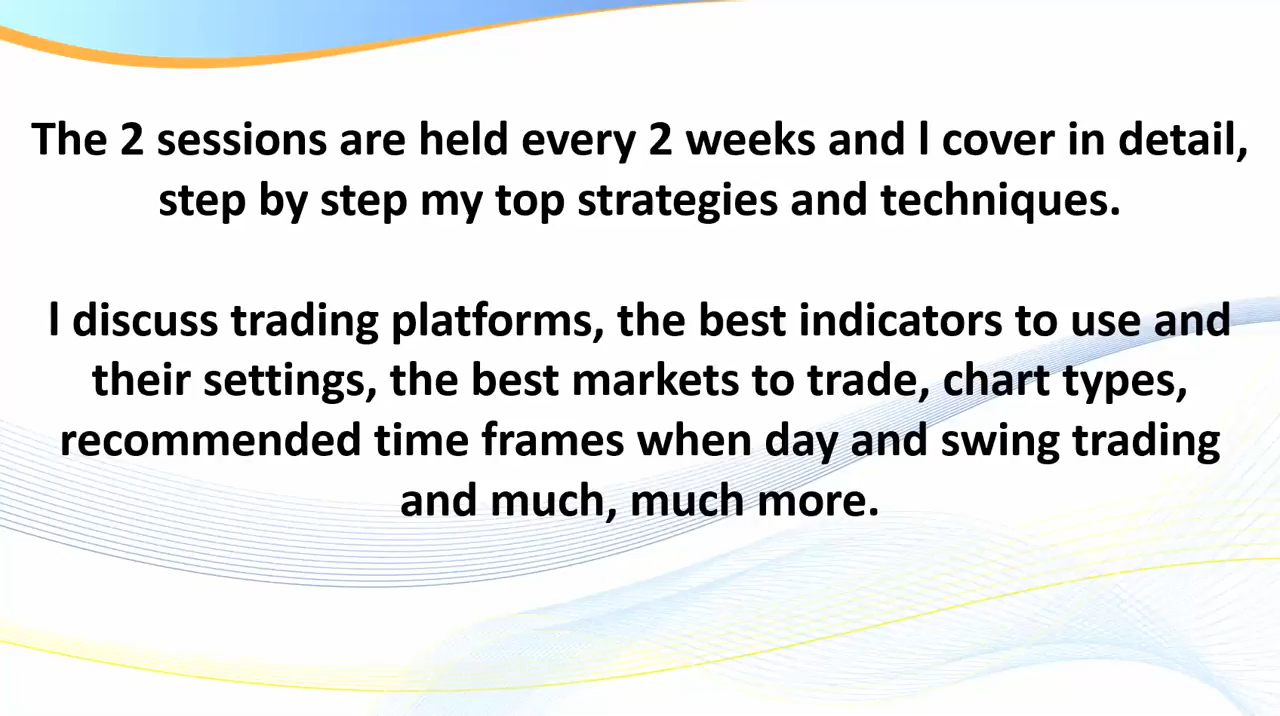 The 2 sessions are held every 2 weeks and I cover in detail,
step by step my top strategies and techniques.
I discuss trading platforms, the best indicators to use and
their settings, the best markets to trade, chart types,
recommended time frames when day and swing trading
and much, much more.